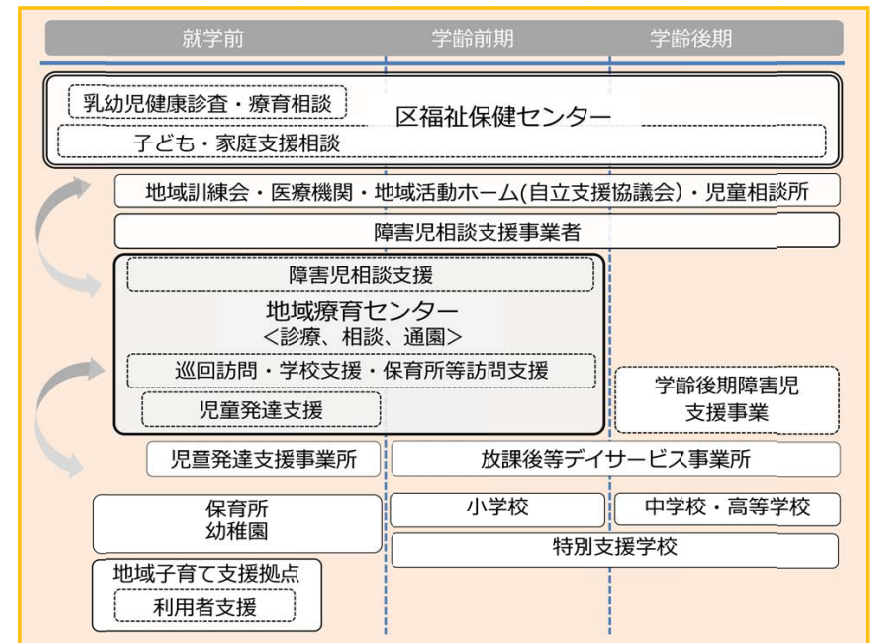 就学前
学齢前期
学齢後期
乳幼児健康診査・療育相談
区福祉保健センター
子ども・家庭支援相談
地域訓練会・医療機関・地域活動ホーム(自立支援協議会)・児童相談所
障害児相談支援事業者
障害児相談支援
地域療育センター
<診療、相談、通園>
巡回訪問・学校支援・保育所等訪問支援
児童発達支援
学齢後期障害児
支援事業
児童発達支援事業所
放課後等デイサービス事業所
保育所
幼稚園
小学校
中学校・高等学校
特別支援学校
地域子育て支援拠点
利用者支援